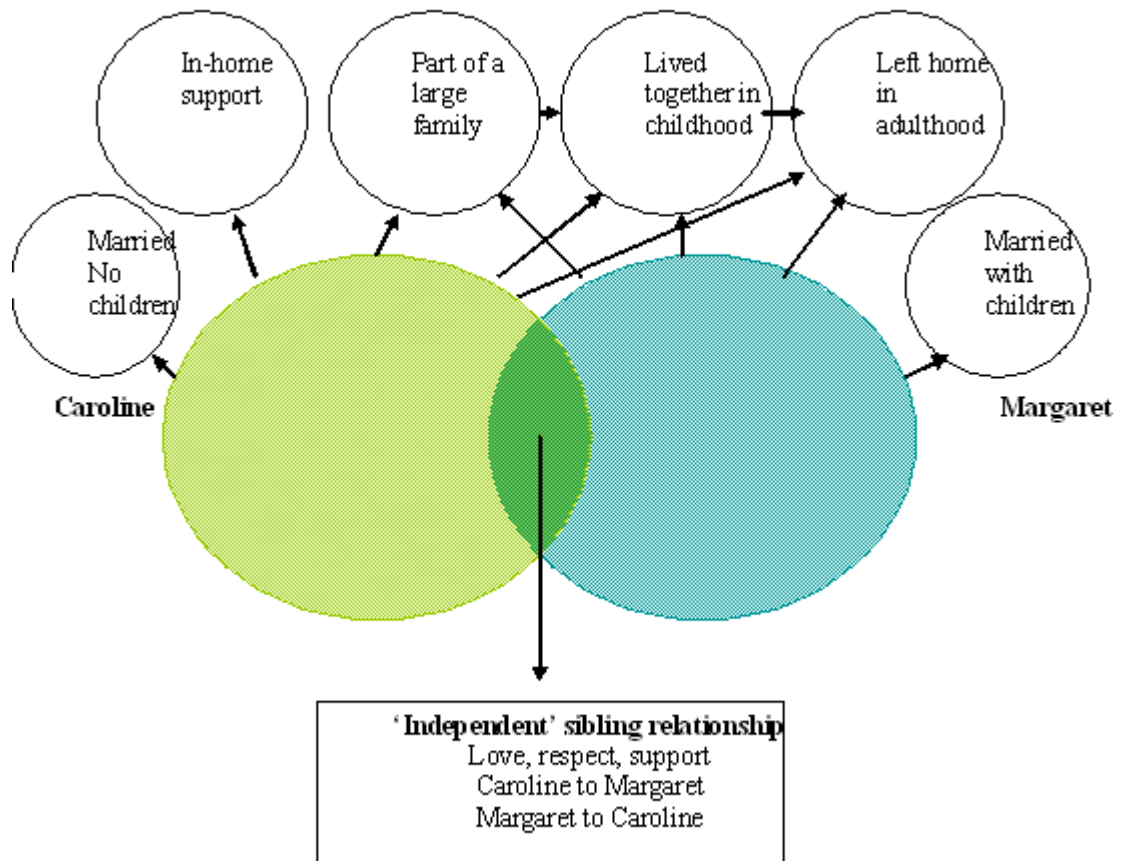 In-home
support
Part of a
large
family
Lived
together in
childhood
Left home
in
adulthood
Married
No
children
Married
with
children
Caroline
Margaret
‘Independent’ sibling relationship
Love, respect, support
Caroline to Margaret
Margaret to Caroline